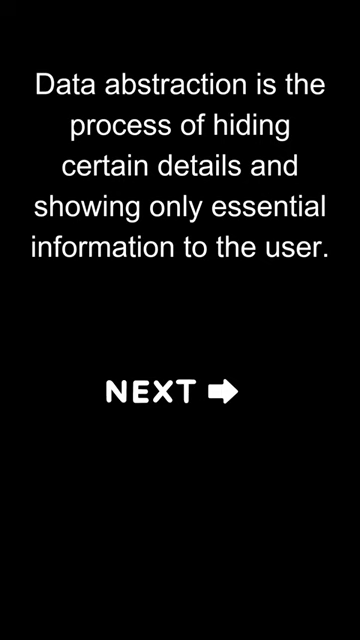 Data abstraction is the
process of hiding
certain details and
showing only essential
information to the user.
NEXT